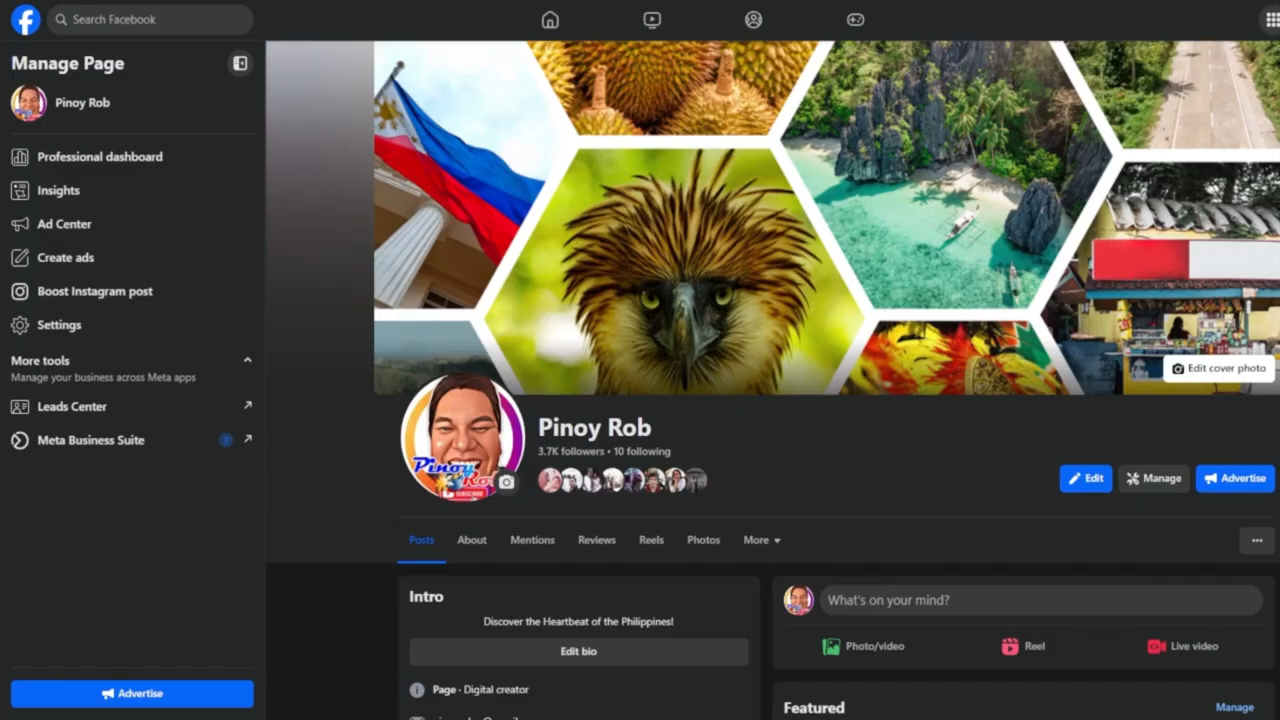 Search Facebook
Manage Page
Pinoy Rob
Professional dashboard
Insights
Ad Center
Create ads
Boost Instagram post
Settings
More tools
Manage your business across Meta apps
Leads Center
Meta Business Suite
Advertise
Edit cover photo
Pinoy
SUBSCRIBE
Pinoy Rob
3.7K followers • 10 following
Edit
Manage
Advertise
Posts
About
Mentions
Reviews
Reels
Photos
More
Intro
Discover the Heartbeat of the Philippines!
Edit bio
Page · Digital creator
What's on your mind?
Photo/video
Reel
Live video
Featured
Manage